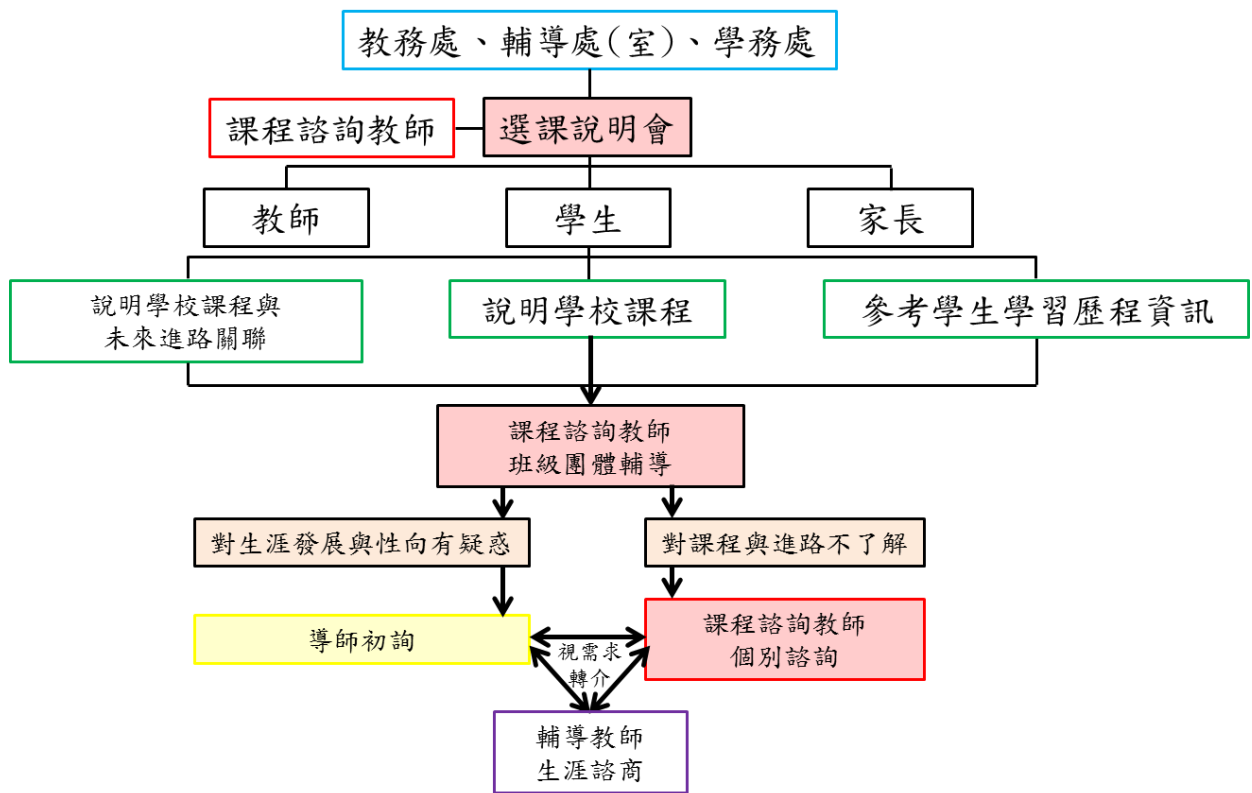 教務處、輔導處(室)、學務處
課程諮詢教師
選課說明會
教師
學生
家長
說明學校課程與
未來進路關聯
說明學校課程
參考學生學習歷程資訊
課程諮詢教師
班級團體輔導
對生涯發展與性向有疑惑
對課程與進路不了解
導師初詢
視需求
轉介
課程諮詢教師
個別諮詢
輔導教師
生涯諮商